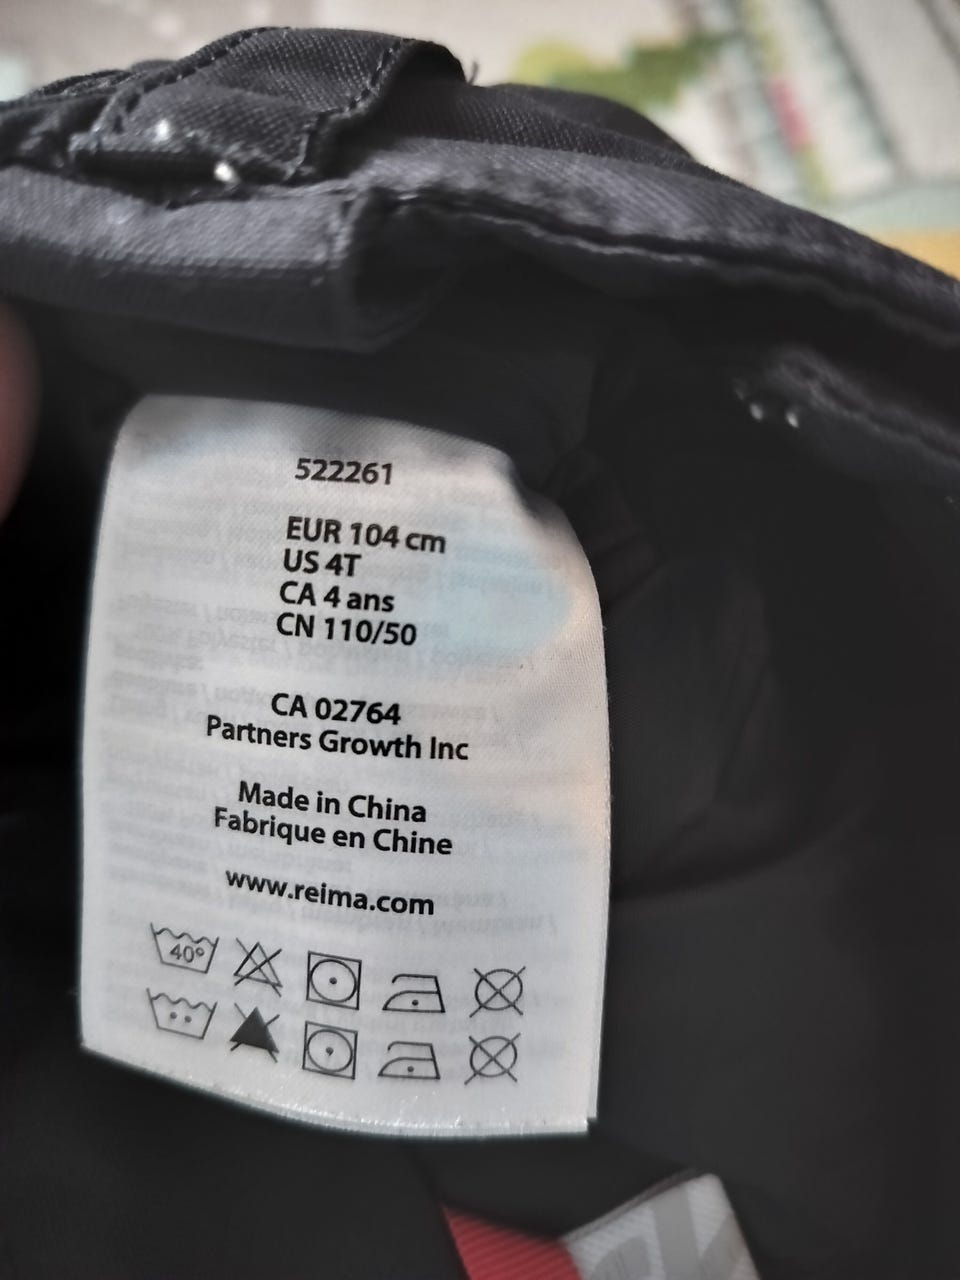 522261
EUR 104 cm
US 4T
CA 4 ans
CN 110/50
CA 02764
Partners Growth Inc
Made in China
Fabrique en Chine
www.reima.com
40°